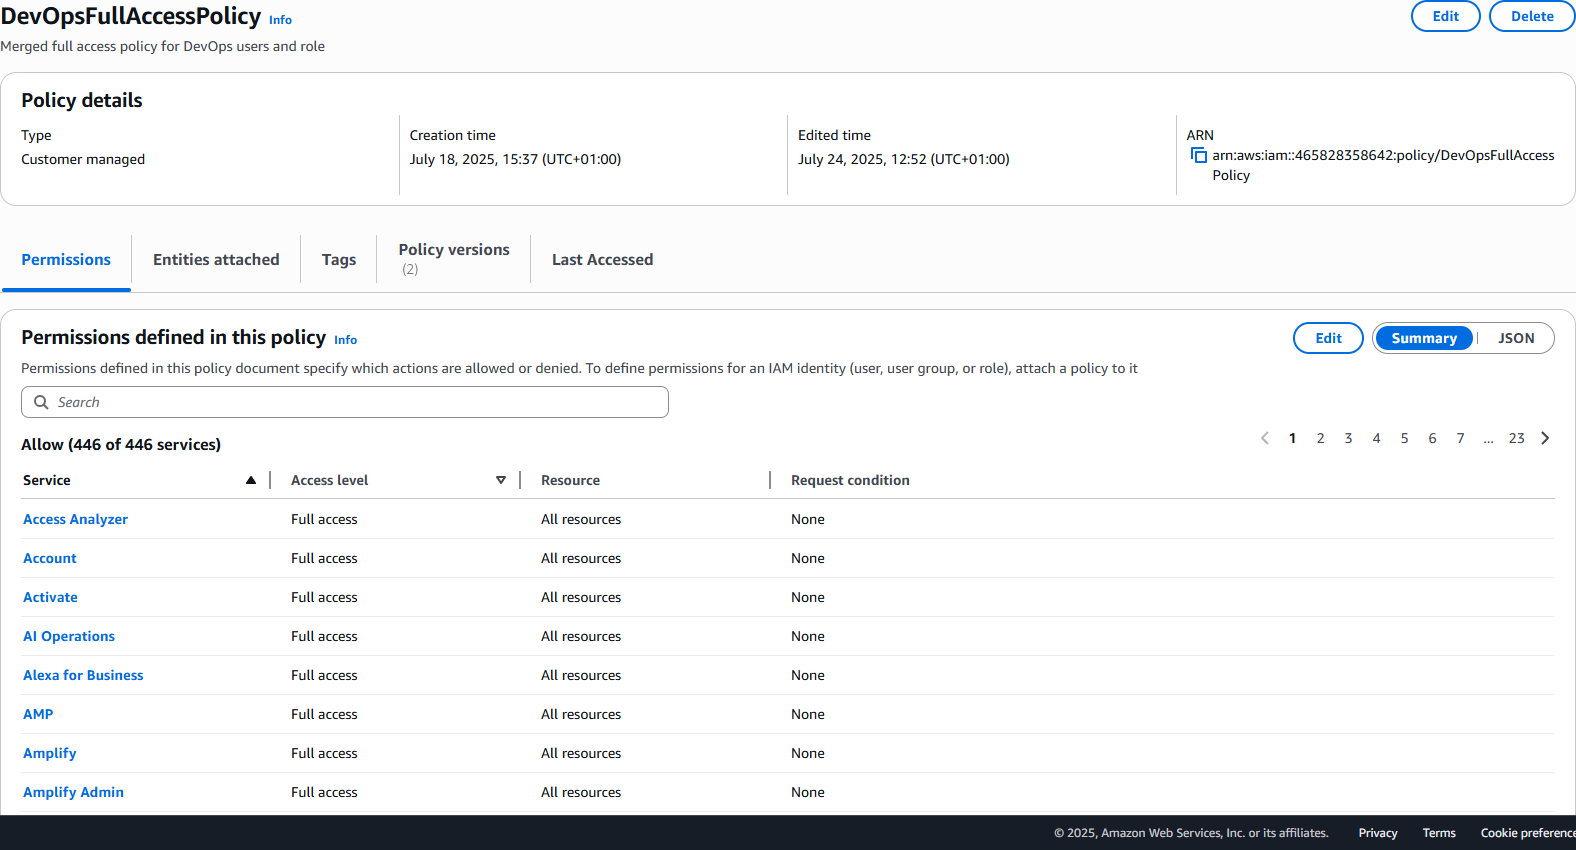 DevOpsFullAccessPolicy Info
Edit
Delete
Merged full access policy for DevOps users and role
Policy details
Type
Customer managed
Creation time
July 18, 2025, 15:37 (UTC+01:00)
Edited time
July 24, 2025, 12:52 (UTC+01:00)
ARN
arn:aws:iam::465828358642:policy/DevOpsFullAccess
Policy
Permissions
Entities attached
Tags
Policy versions
(2)
Last Accessed
Permissions defined in this policy Info
Edit
Summary
JSON
Permissions defined in this policy document specify which actions are allowed or denied. To define permissions for an IAM identity (user, user group, or role), attach a policy to it
Search
Allow (446 of 446 services)
1 2 3 4 5 6 7 ... 23
Service Access level Resource Request condition
Access Analyzer Full access All resources None
Account Full access All resources None
Activate Full access All resources None
AI Operations Full access All resources None
Alexa for Business Full access All resources None
AMP Full access All resources None
Amplify Full access All resources None
Amplify Admin Full access All resources None
© 2025, Amazon Web Services, Inc. or its affiliates. Privacy Terms Cookie preference